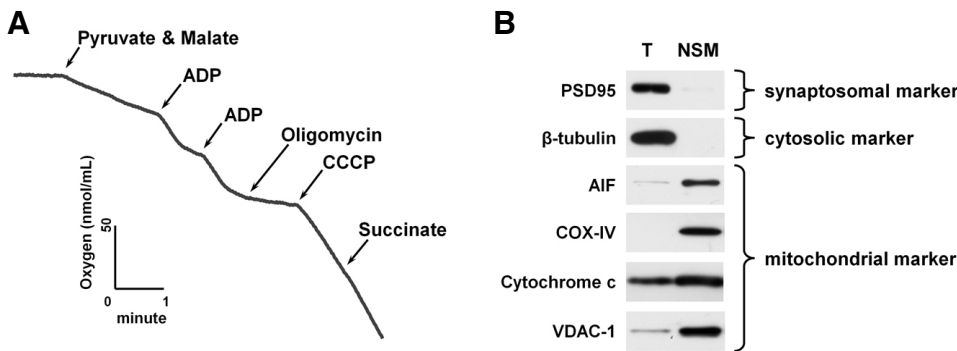 A
Pyruvate & Malate
ADP
ADP
Oligomycin
CCCP
Succinate
Oxygen (nmol/mL)
50
0 1
minute
B
T NSM
PSD95 synaptosomal marker
β-tubulin cytosolic marker
AIF
COX-IV
mitochondrial marker
Cytochrome c
VDAC-1